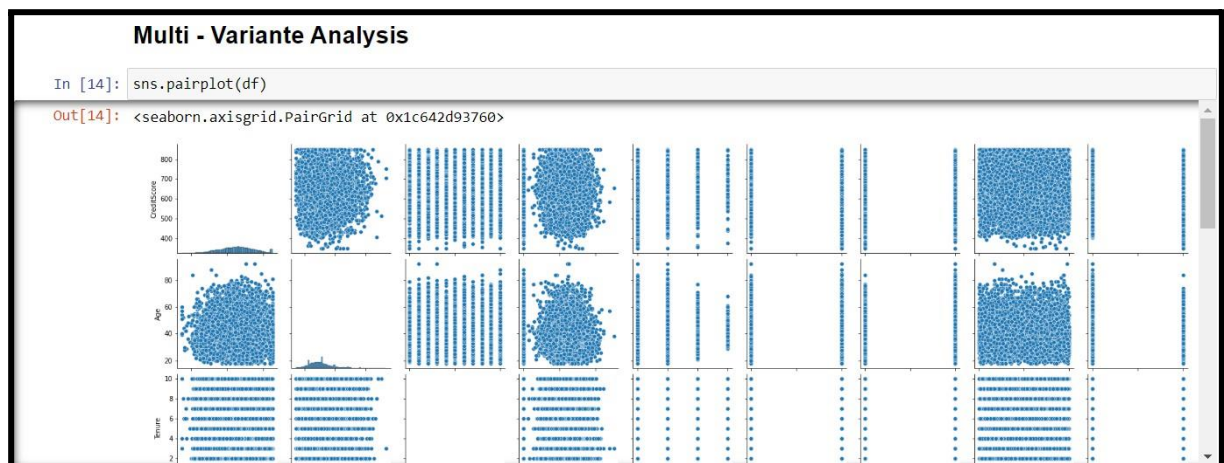 Multi - Variante Analysis
In [14]: sns.pairplot(df)
Out[14]: <seaborn.axisgrid.PairGrid at 0x1c642d93760>
CreditScore
800
700
600
500
400
Age
80
60
40
20
Tenure
10
8
6
4
2